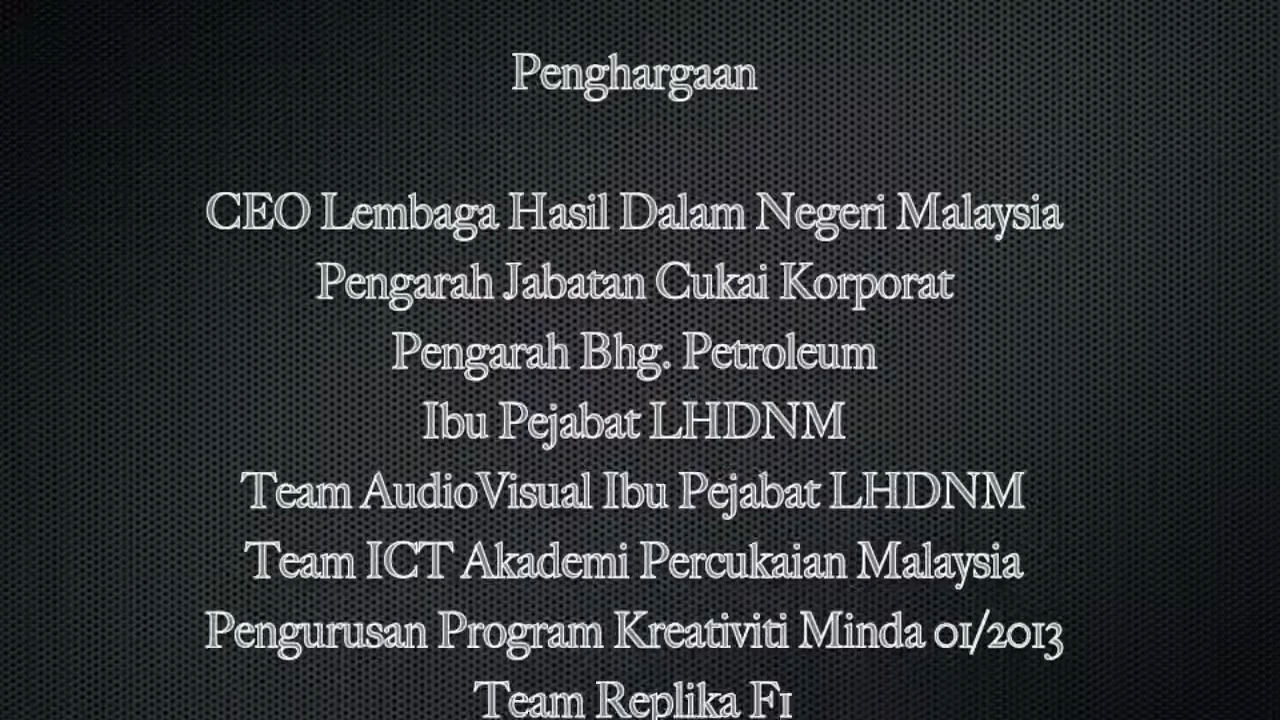 Penghargaan
CEO Lembaga Hasil Dalam Negeri Malaysia
Pengarah Jabatan Cukai Korporat
Pengarah Bhg. Petroleum
Ibu Pejabat LHDNM
Team AudioVisual Ibu Pejabat LHDNM
Team ICT Akademi Percukaian Malaysia
Pengurusan Program Kreativiti Minda 01/2013
Team Replika F1